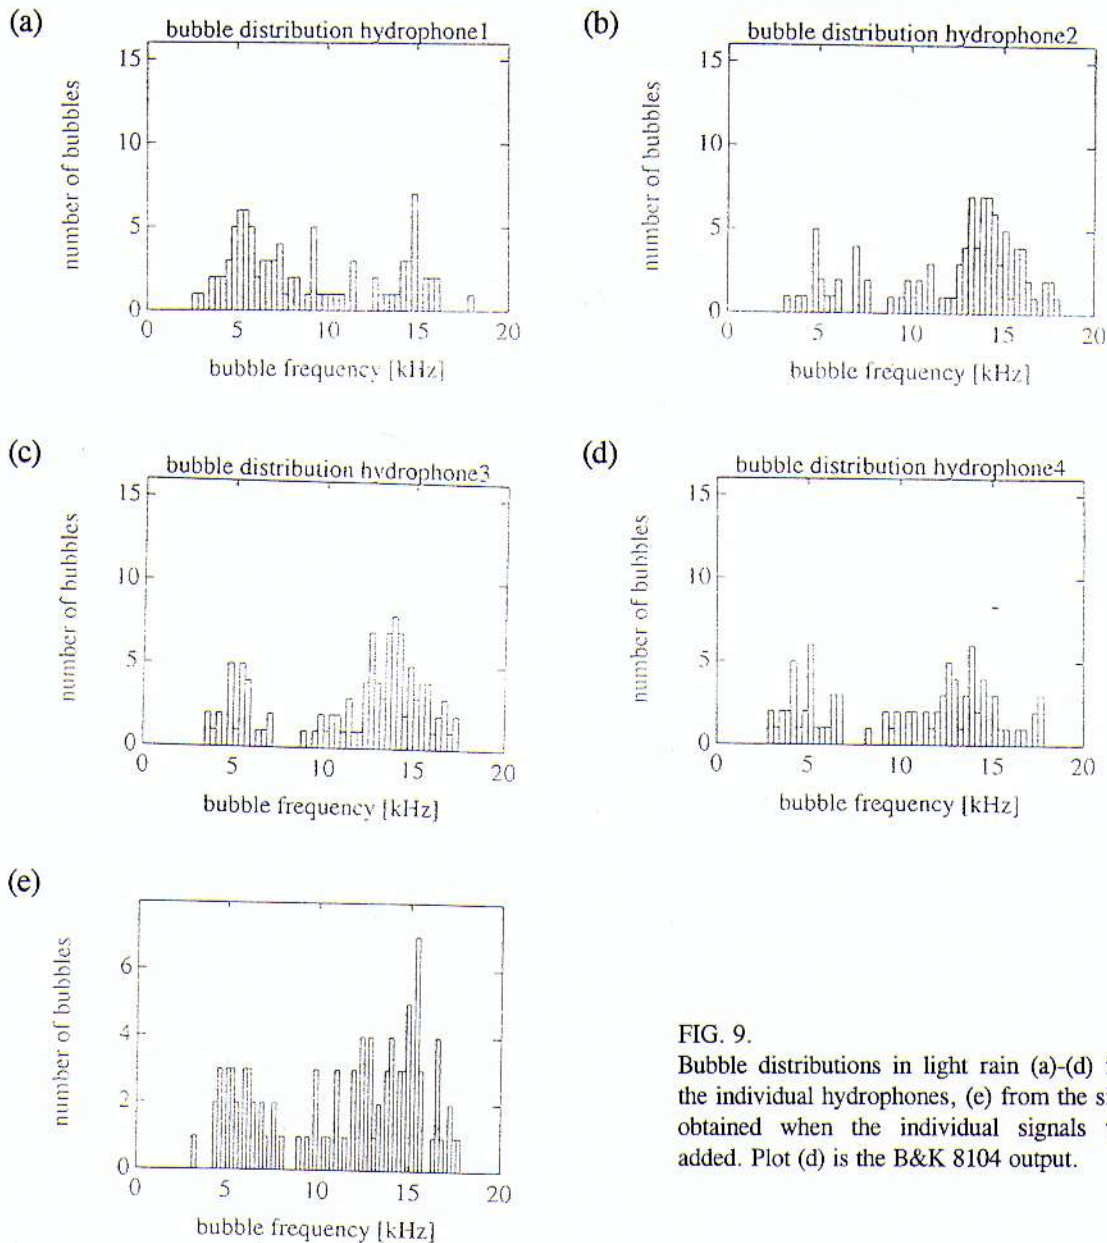 (a)
bubble distribution hydrophone1
15
10
5
0
number of bubbles
0 5 10 15 20
bubble frequency [kHz]
(b)
bubble distribution hydrophone2
15
10
5
0
number of bubbles
0 5 10 15 20
bubble frequency [kHz]
(c)
bubble distribution hydrophone3
15
10
5
0
number of bubbles
0 5 10 15 20
bubble frequency [kHz]
(d)
bubble distribution hydrophone4
15
10
5
0
number of bubbles
0 5 10 15 20
bubble frequency [kHz]
(e)
6
4
2
0
number of bubbles
0 5 10 15 20
bubble frequency [kHz]
FIG. 9.
Bubble distributions in light rain (a)-(d)
the individual hydrophones, (e) from the
obtained when the individual signals
added. Plot (d) is the B&K 8104 output.